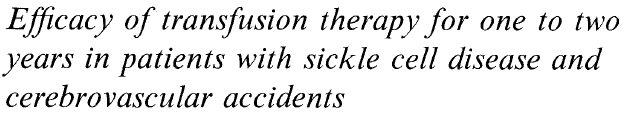 Efficacy of transfusion therapy for one to two
years in patients with sickle cell disease and
cerebrovascular accidents